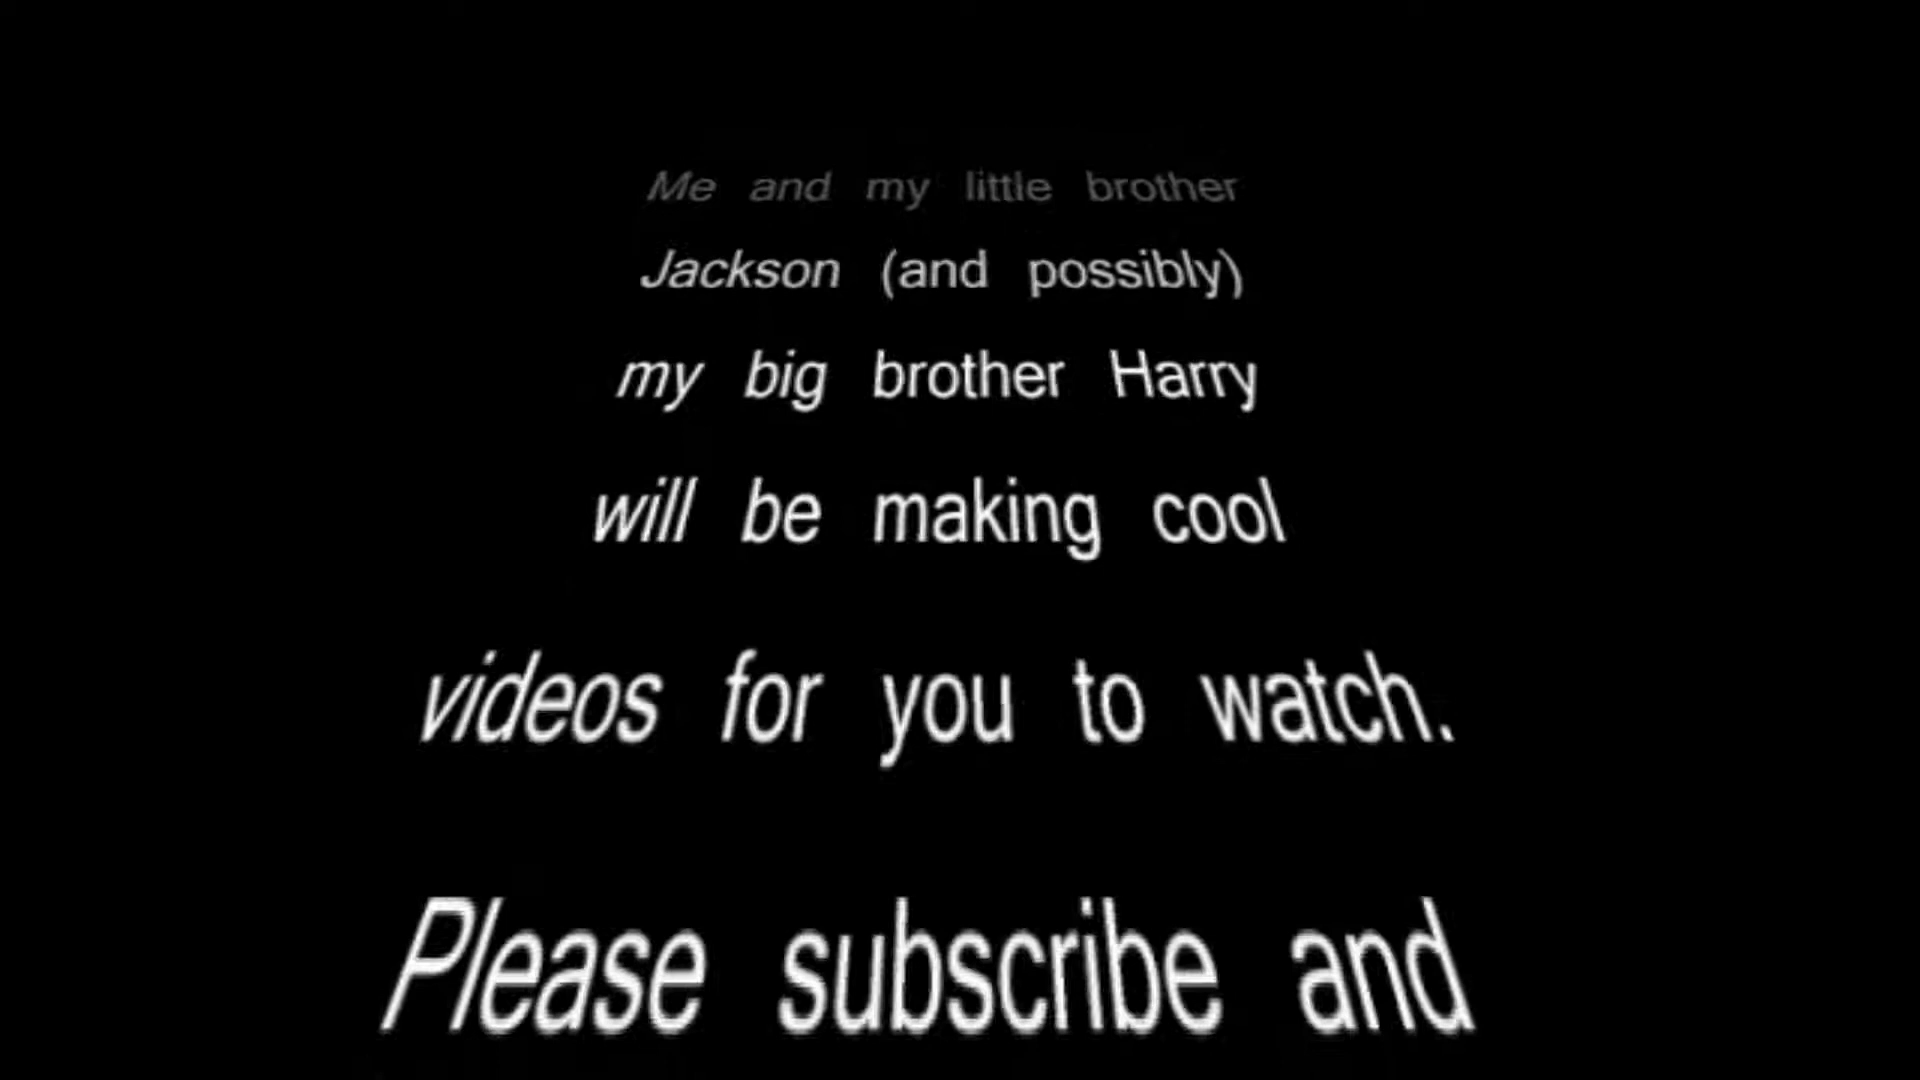 Me and my little brother
Jackson (and possibly)
my big brother Harry
will be making cool
videos for you to watch.
Please subscribe and